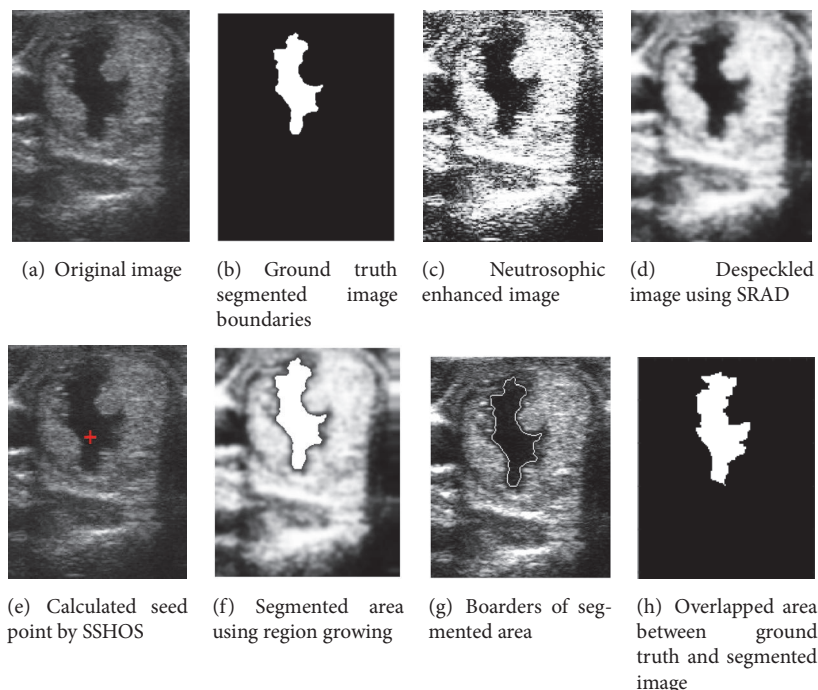 (a) Original image
(b) Ground truth
segmented image
boundaries
(c) Neutrosophic
enhanced image
(d) Despeckled
image using SRAD
(e) Calculated seed
point by SSHOS
(f) Segmented area
using region growing
(g) Boarders of seg-
mented area
(h) Overlapped area
between ground
truth and segmented
image